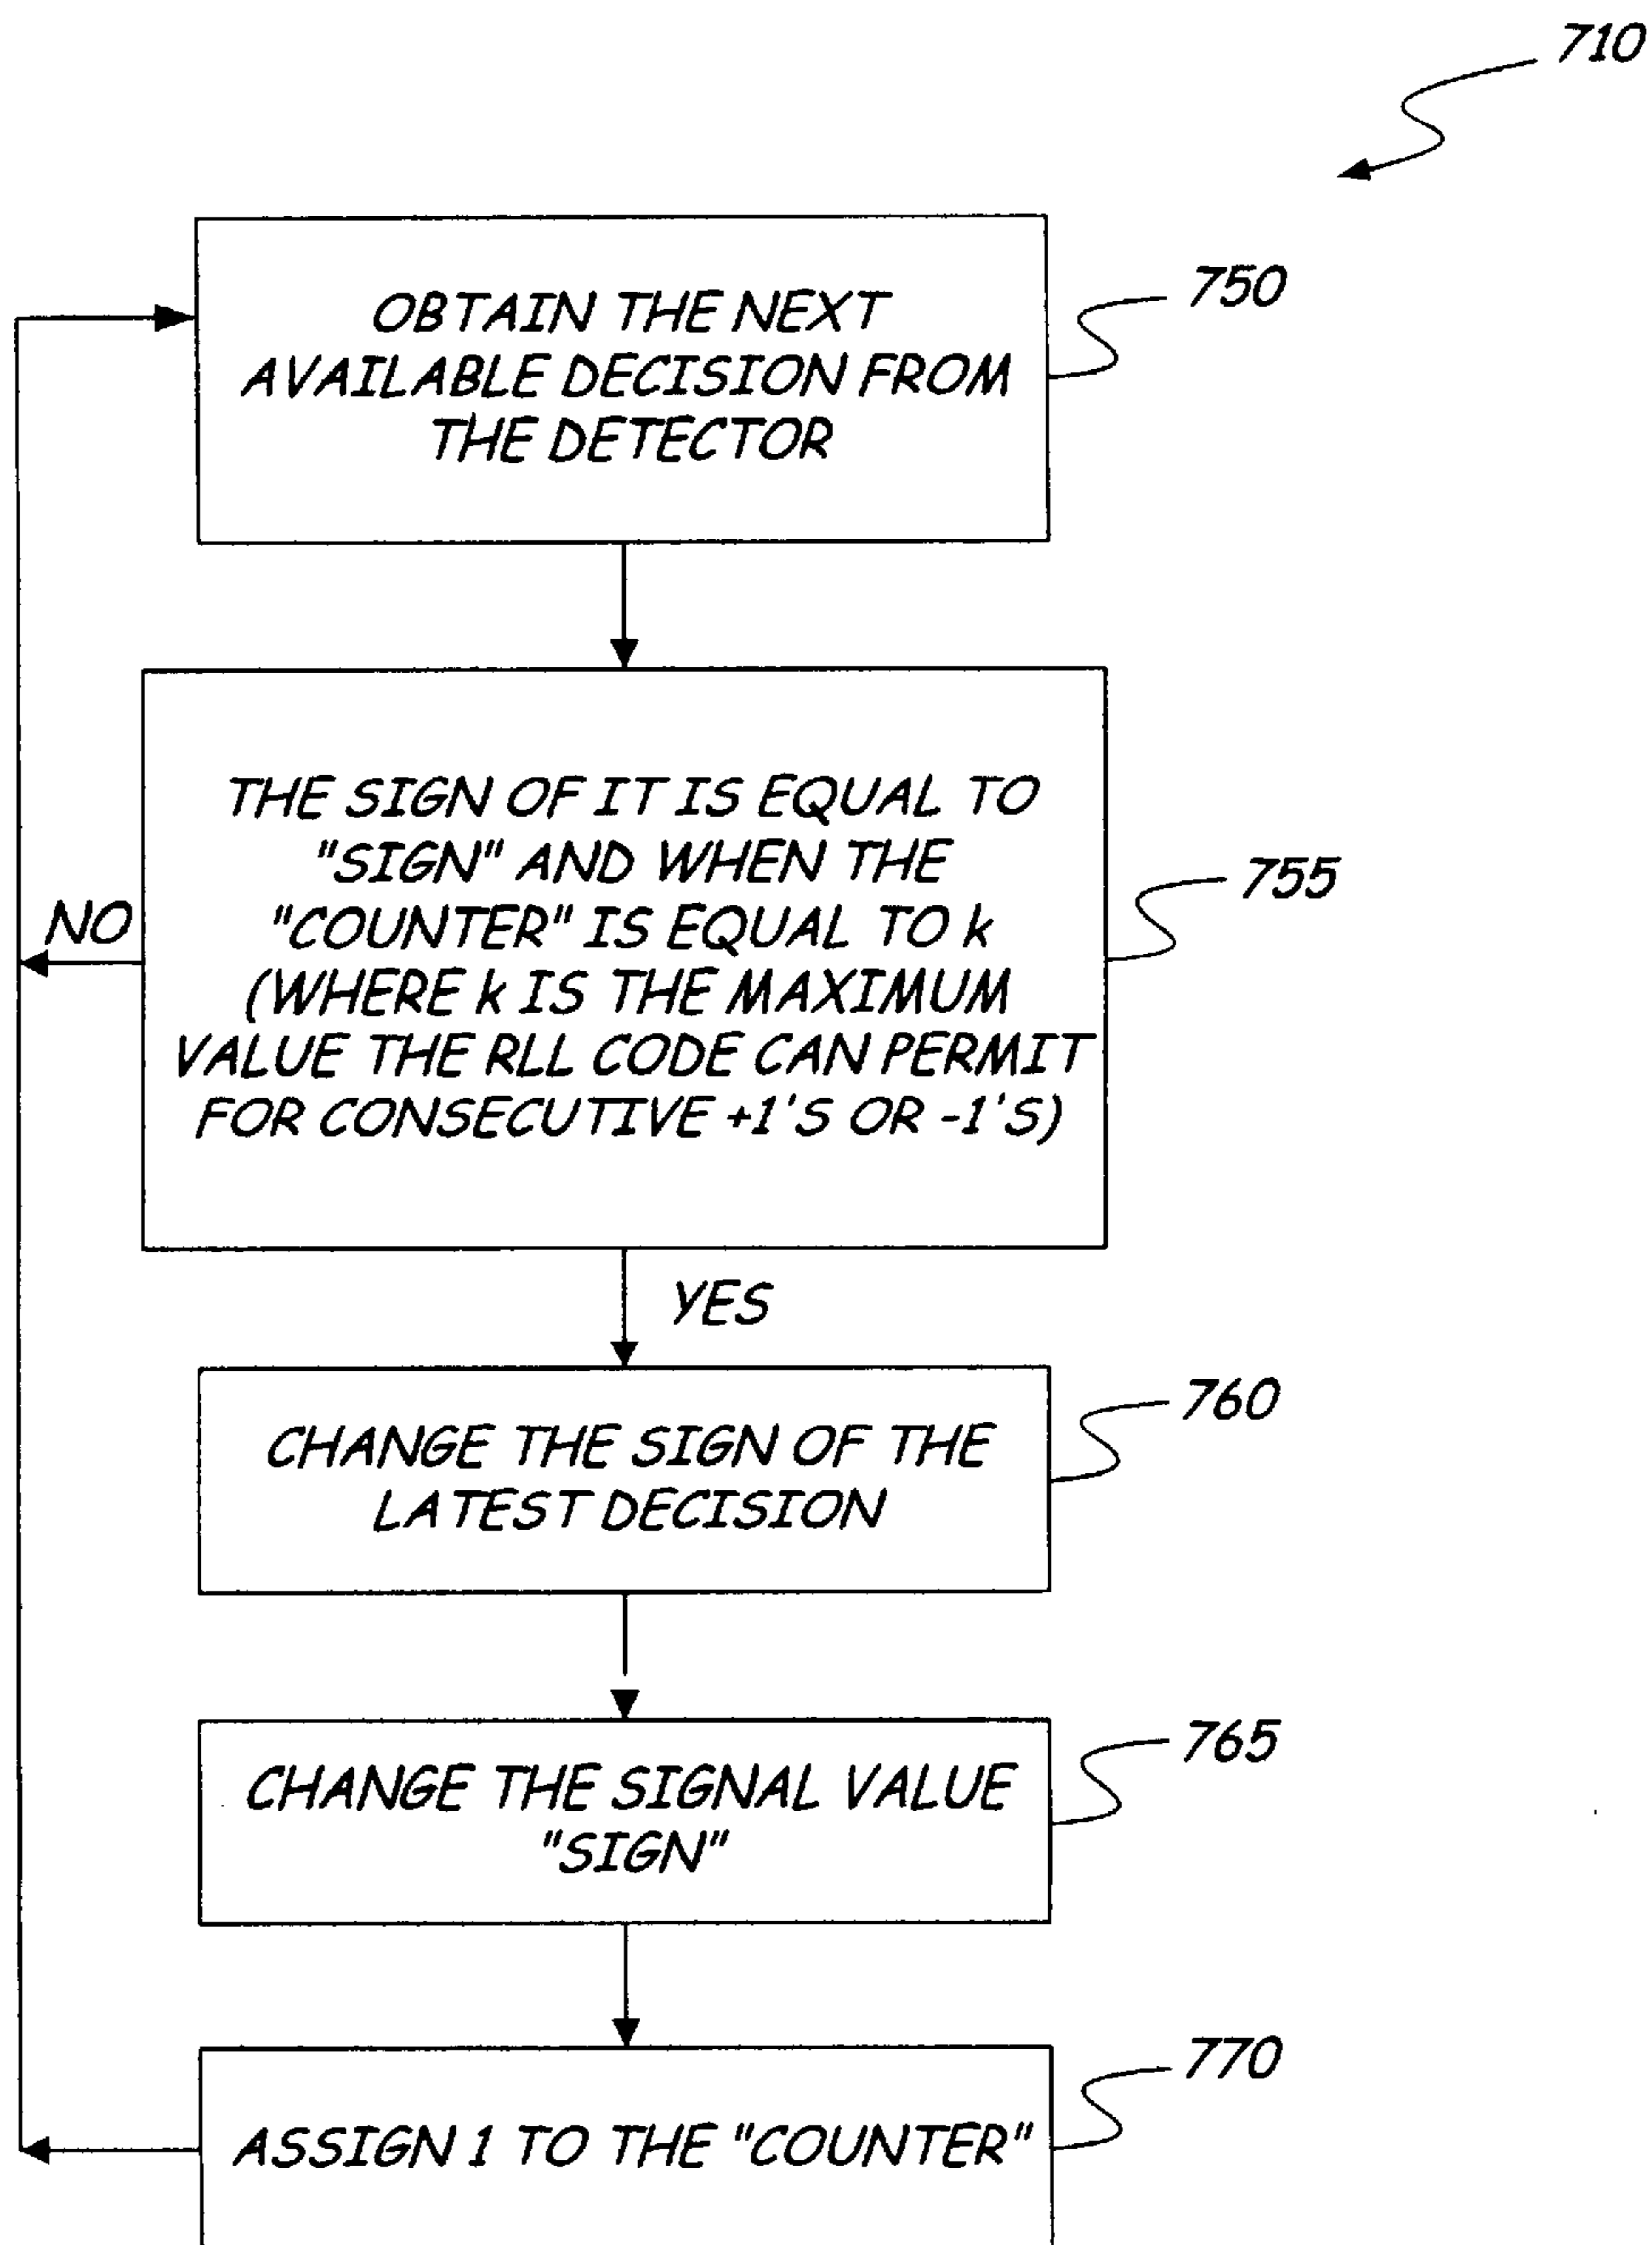 710
OBTAIN THE NEXT
AVAILABLE DECISION FROM
THE DETECTOR
750
THE SIGN OF IT IS EQUAL TO
"SIGN" AND WHEN THE
"COUNTER" IS EQUAL TO k
(WHERE k IS THE MAXIMUM
VALUE THE RLL CODE CAN PERMIT
FOR CONSECUTIVE +1'S OR -1'S)
755
NO
YES
CHANGE THE SIGN OF THE
LATEST DECISION
760
CHANGE THE SIGNAL VALUE
"SIGN"
765
ASSIGN 1 TO THE "COUNTER"
770